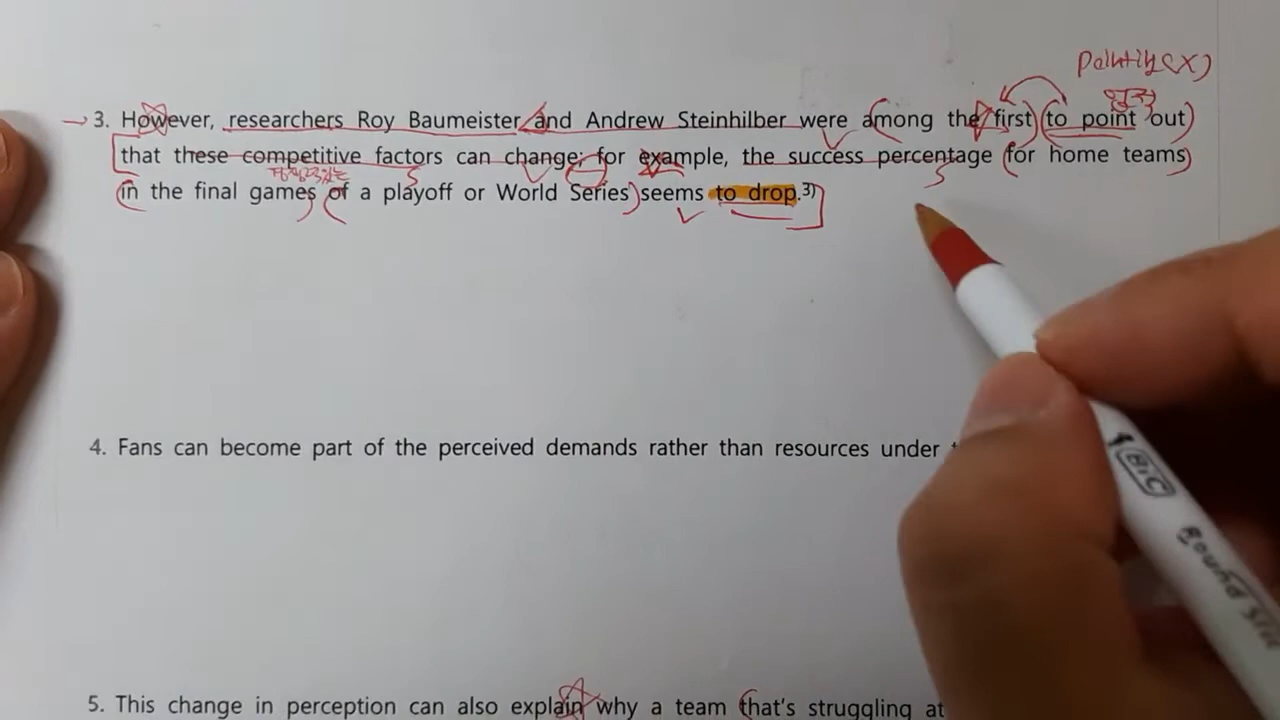 pointing(X)
3. However, researchers Roy Baumeister and Andrew Steinhilber were among the first to point out
that these competitive factors can change; for example, the success percentage for home teams
in the final games of a playoff or World Series seems to drop.3)
4. Fans can become part of the perceived demands rather than resources under
5. This change in perception can also explain why a team that's struggling at
BIC
Round Stic